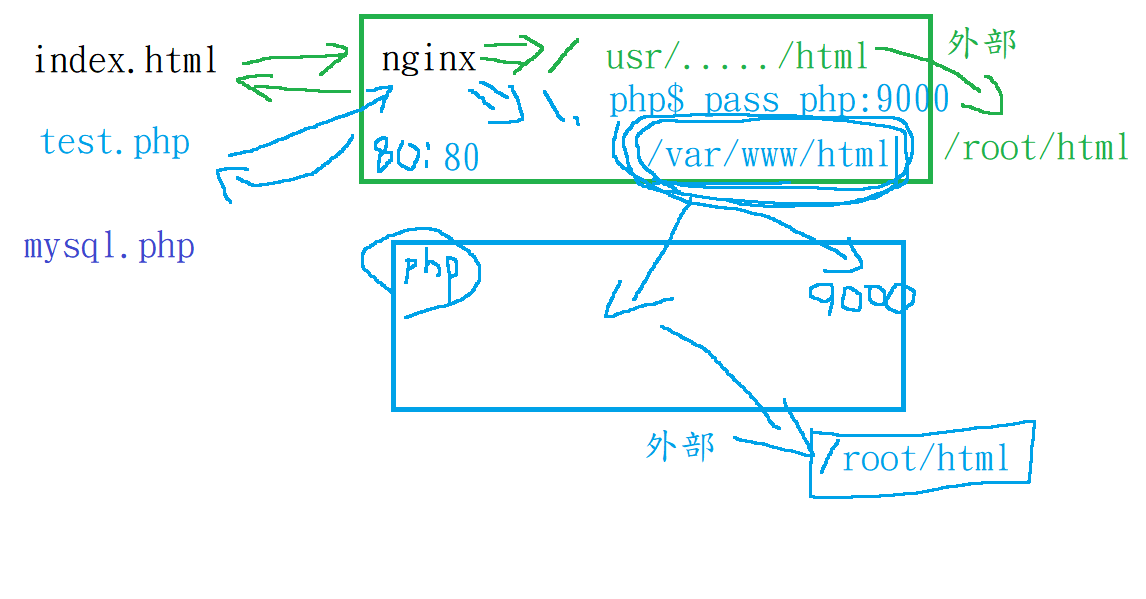 index.html
nginx
/ usr/...../html
外部
test.php
\. php$ pass php:9000
/root/html
80:80
/var/www/html
mysql.php
php
9000
外部
/root/html